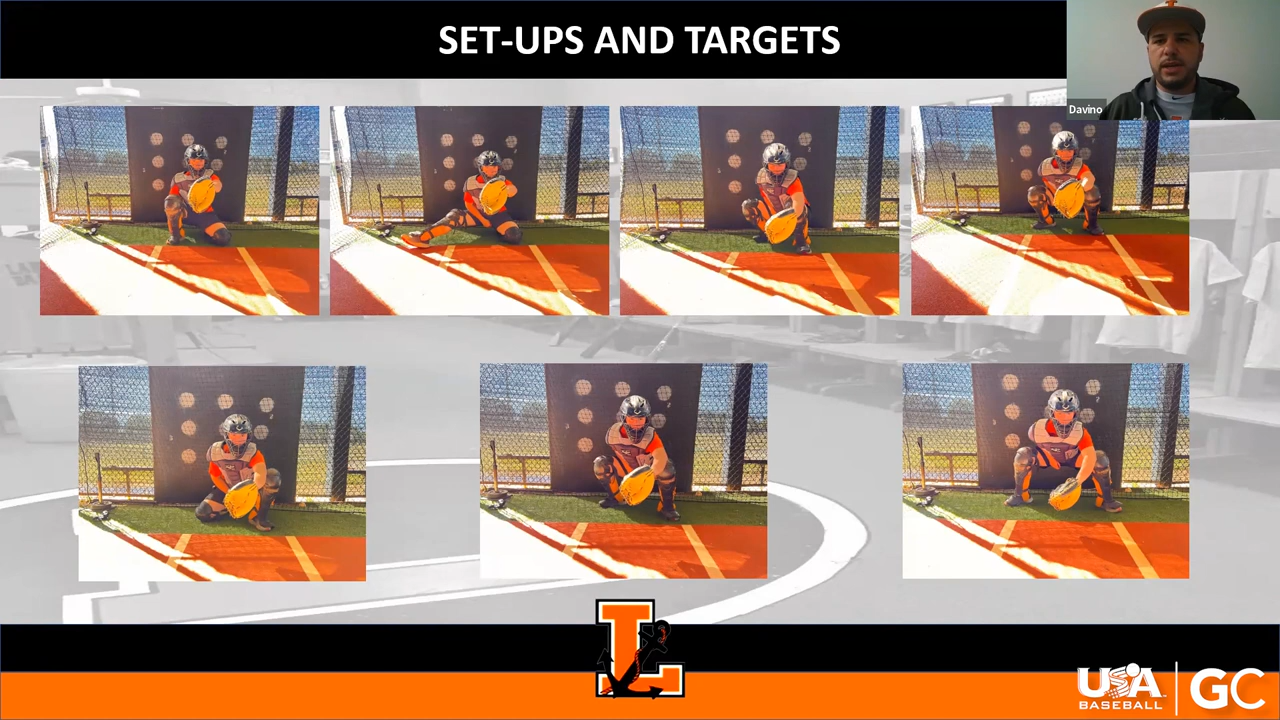 SET-UPS AND TARGETS
Davino
L
USA
BASEBALL
GC